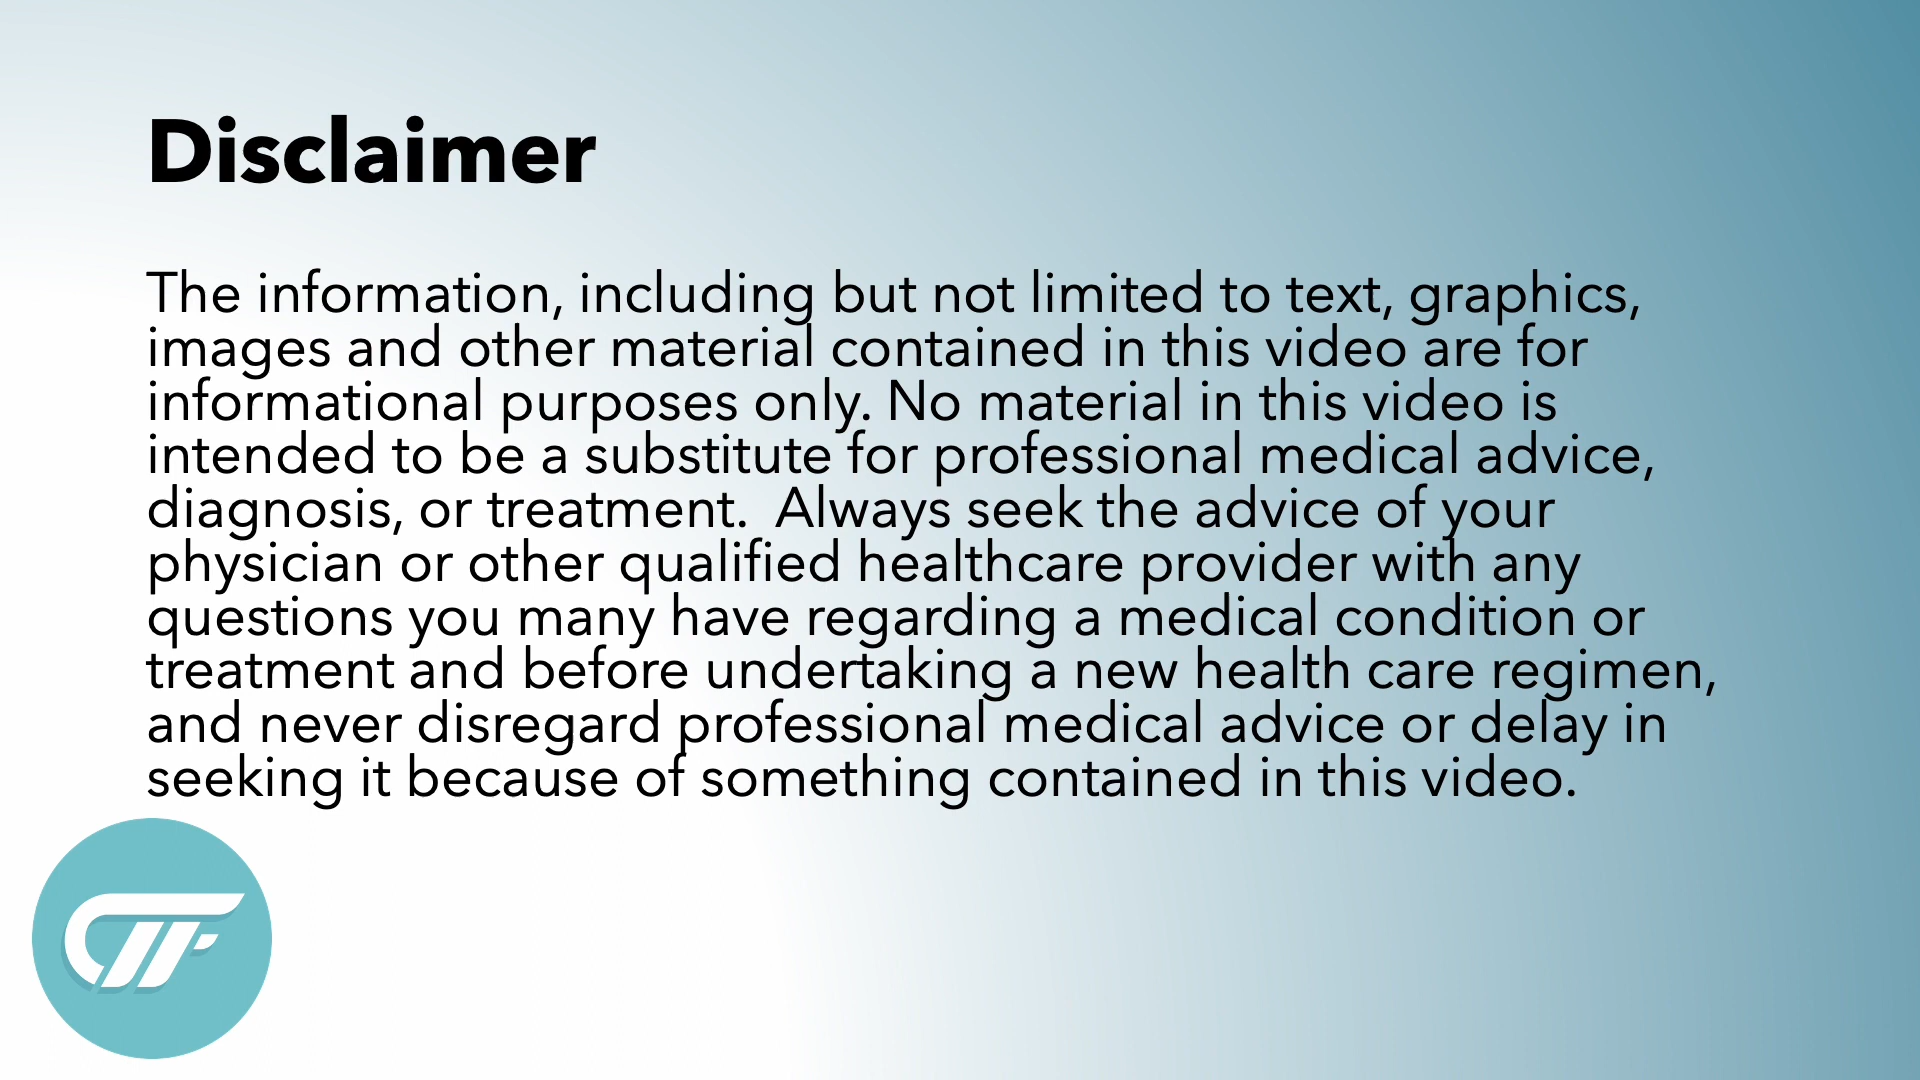 Disclaimer
The information, including but not limited to text, graphics,
images and other material contained in this video are for
informational purposes only. No material in this video is
intended to be a substitute for professional medical advice,
diagnosis, or treatment.  Always seek the advice of your
physician or other qualified healthcare provider with any
questions you many have regarding a medical condition or
treatment and before undertaking a new health care regimen,
and never disregard professional medical advice or delay in
seeking it because of something contained in this video.